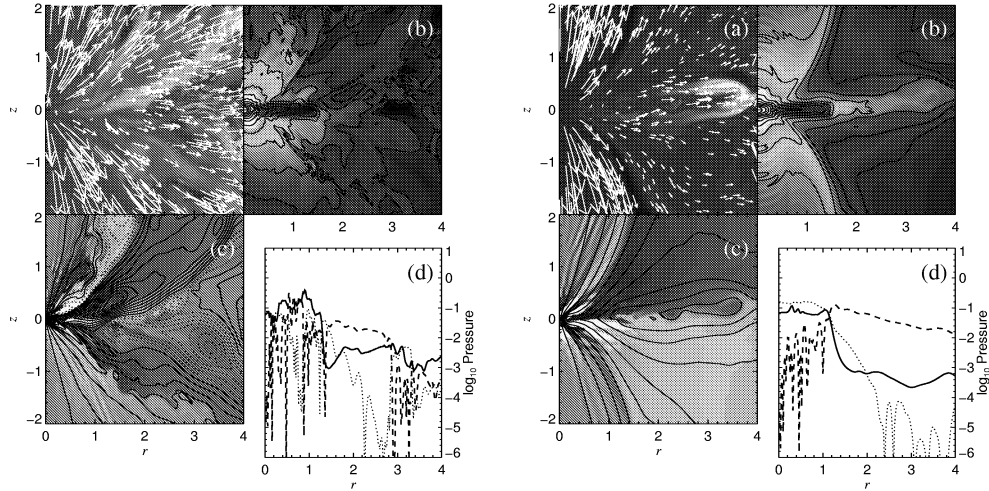 2 (a) (b) 2 (a) (b)
1 1
z 0 z 0
−1 −1
1 2 3 4 1 2 3 4
2 (c) 1 (d) 2 (c) 1 (d)
1 0 1 0
−1 −1
z 0 −2 z 0 −2
−3 −3
−1 −4 −1 −4
−5 −5
−2 −6 −2 −6
log10 Pressure log10 Pressure
0 1 2 3 4 0 1 2 3 4 0 1 2 3 4 0 1 2 3 4
r r r r